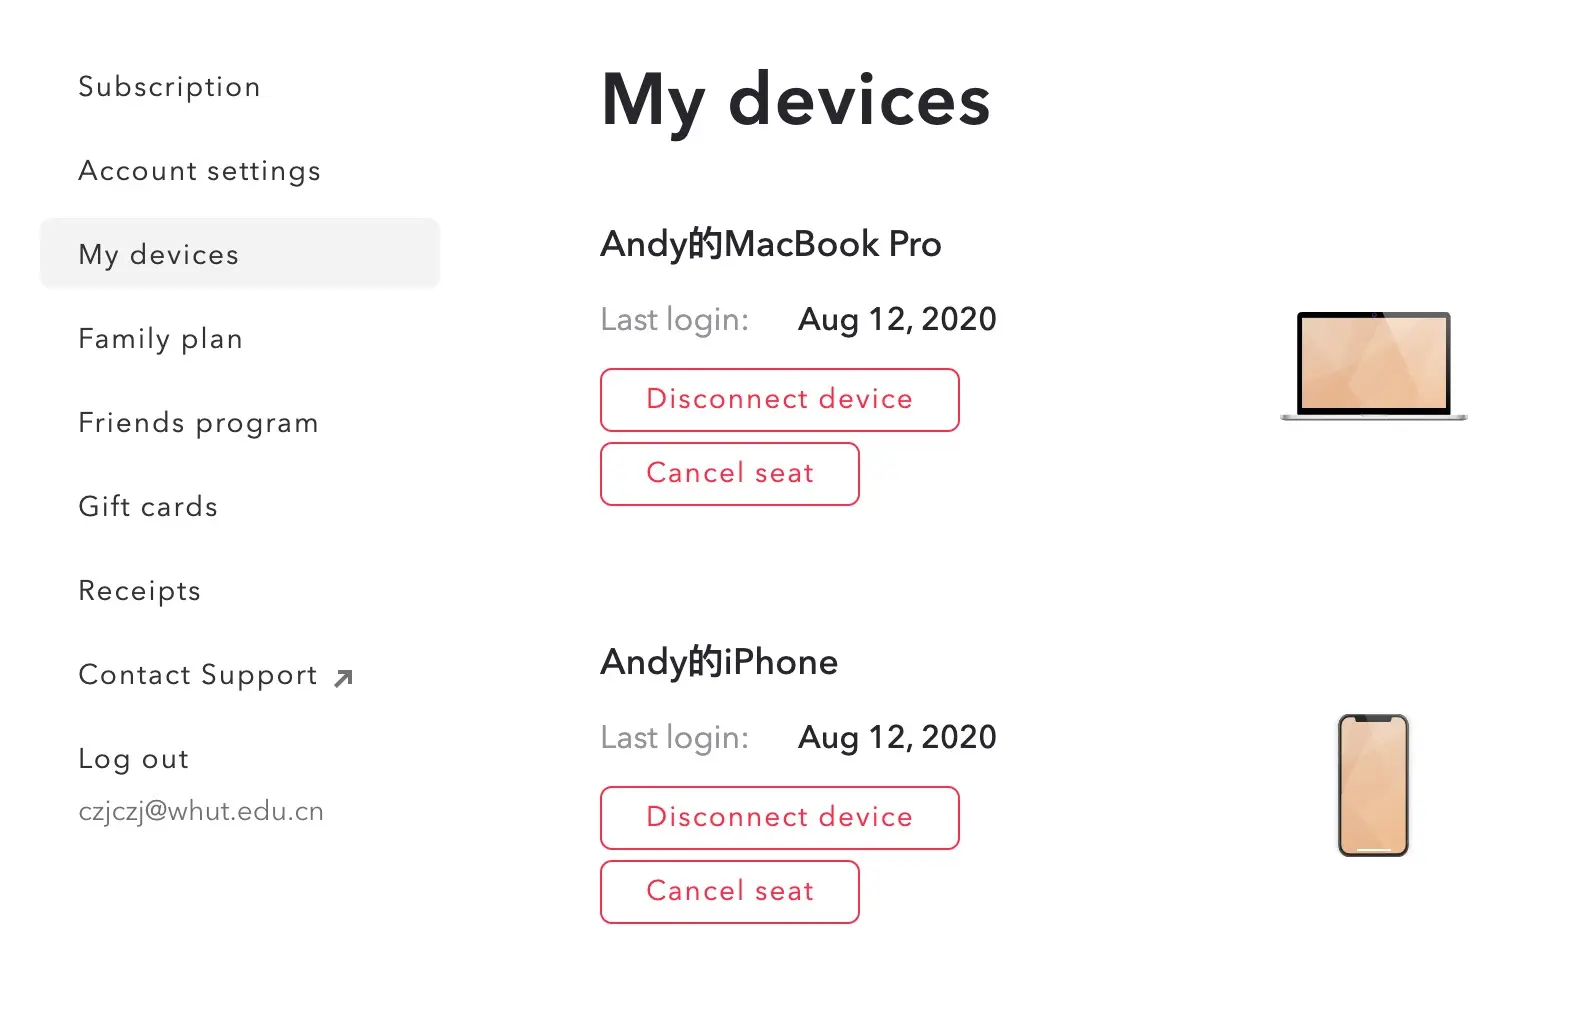 Subscription
Account settings
My devices
Family plan
Friends program
Gift cards
Receipts
Contact Support
Log out
czjczj@whut.edu.cn
My devices
Andy的MacBook Pro
Last login: Aug 12, 2020
Disconnect device
Cancel seat
Andy的iPhone
Last login: Aug 12, 2020
Disconnect device
Cancel seat